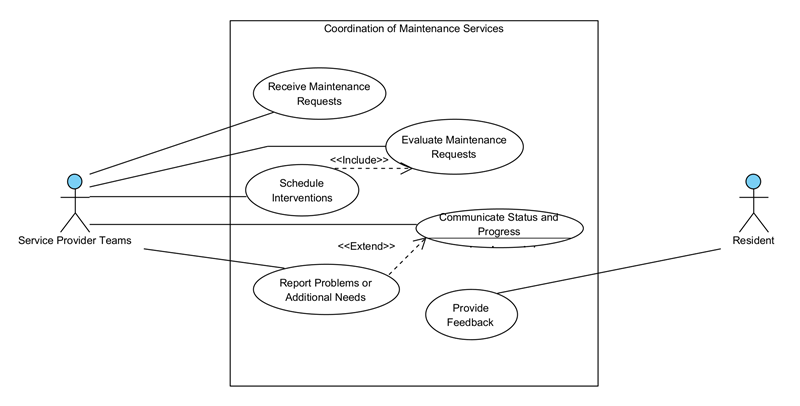 Coordination of Maintenance Services
Receive Maintenance
Requests
Evaluate Maintenance
Requests
<<Include>>
Schedule
Interventions
Communicate Status and
Progress
Service Provider Teams
Resident
<<Extend>>
Report Problems or
Additional Needs
Provide
Feedback